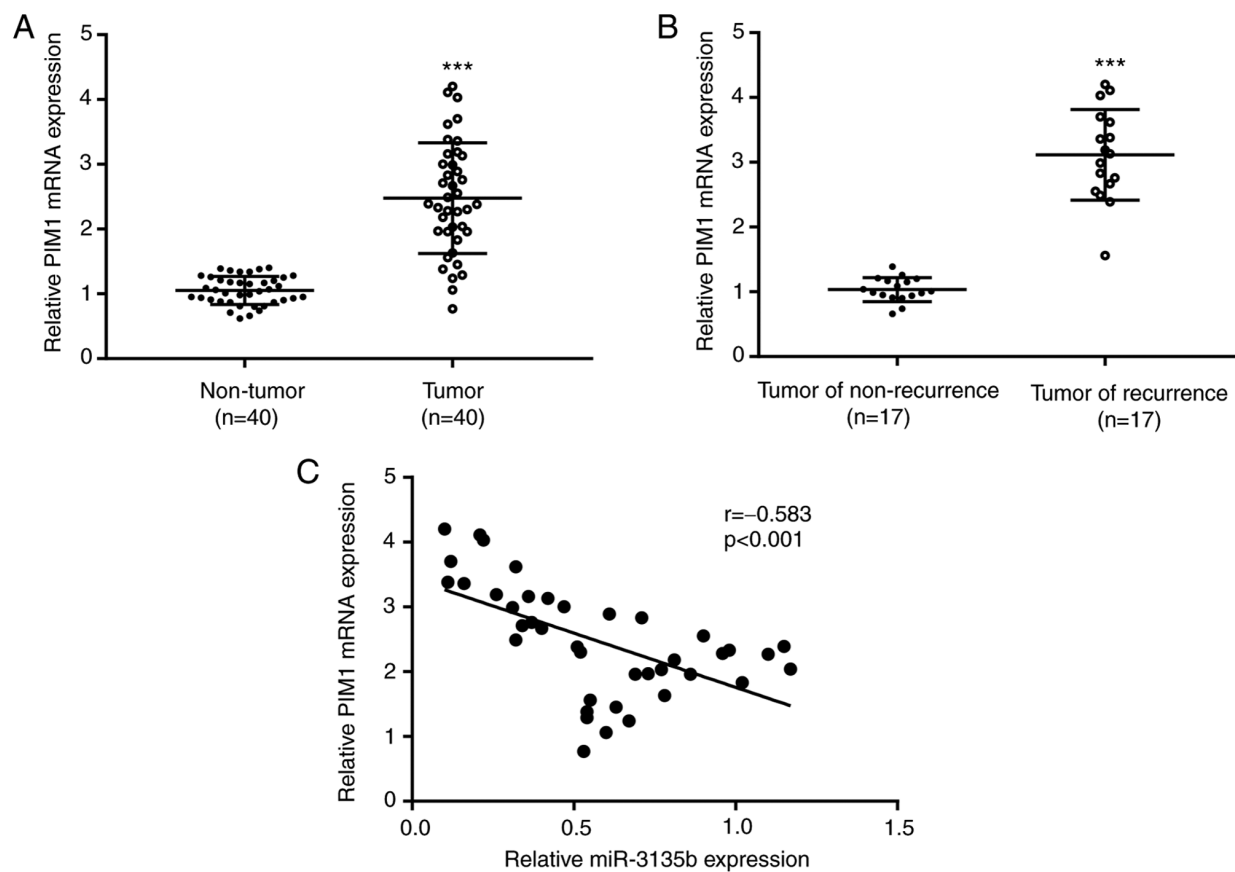 A
Relative PIM1 mRNA expression
5
4
3
2
1
0
***
Non-tumor
(n=40)
Tumor
(n=40)
B
Relative PIM1 mRNA expression
5
4
3
2
1
0
***
Tumor of non-recurrence
(n=17)
Tumor of recurrence
(n=17)
C
Relative PIM1 mRNA expression
5
4
3
2
1
0
r=−0.583
p<0.001
0.0 0.5 1.0 1.5
Relative miR-3135b expression